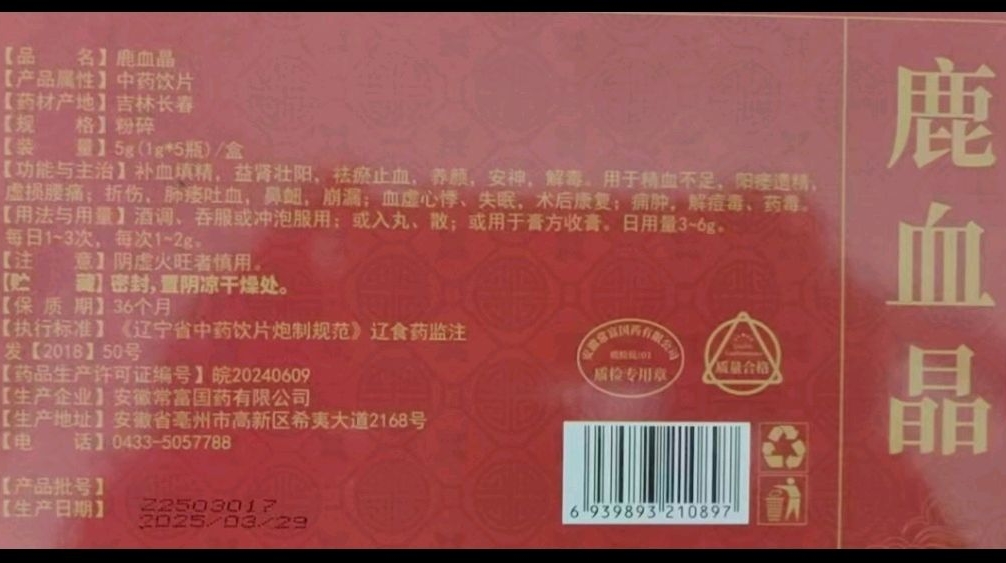 【品　　名】鹿血晶
【产品属性】中药饮片
【药材产地】吉林长春
【规　　格】粉碎
【装　　量】5g(1g*5瓶)/盒
【功能与主治】补血填精，益肾壮阳，祛瘀止血，养颜，安神，解毒。用于精血不足，阳痿遗精，
虚损腰痛；折伤，肺痿吐血，鼻衄，崩漏；血虚心悸、失眠，术后康复；痈肿，解痘毒、药毒。
【用法与用量】酒调、吞服或冲泡服用；或入丸、散；或用于膏方收膏。日用量3~6g。
每日1~3次，每次1~2g。
【注　　意】阴虚火旺者慎用。
【贮　　藏】密封,置阴凉干燥处。
【保 质 期】36个月
【执行标准】《辽宁省中药饮片炮制规范》辽食药监注
发【2018】50号
【药品生产许可证编号】皖20240609
【生产企业】安徽常富国药有限公司
【生产地址】安徽省亳州市高新区希夷大道2168号
【电　　话】0433-5057788
【产品批号】
【生产日期】
Z2503017
2025/03/29
安徽常富国药有限公司
质检专用章
质量合格
6 939893 210897
鹿血晶